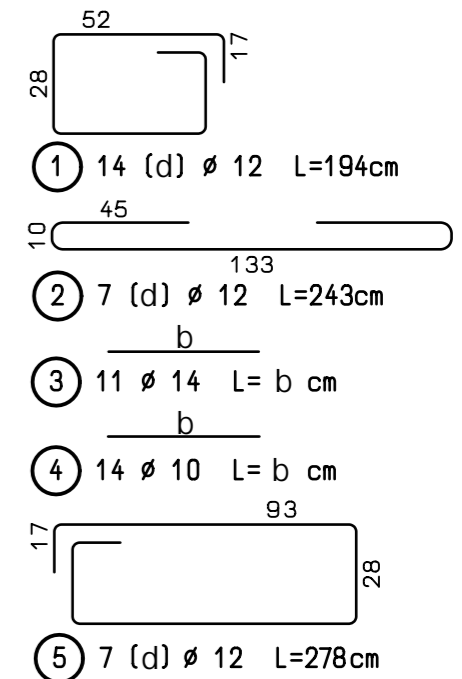 52
17
28
1 14 (d) ø 12 L=194cm
45
10
133
2 7 (d) ø 12 L=243cm
b
3 11 ø 14 L= b cm
b
4 14 ø 10 L= b cm
93
17
28
5 7 (d) ø 12 L=278cm